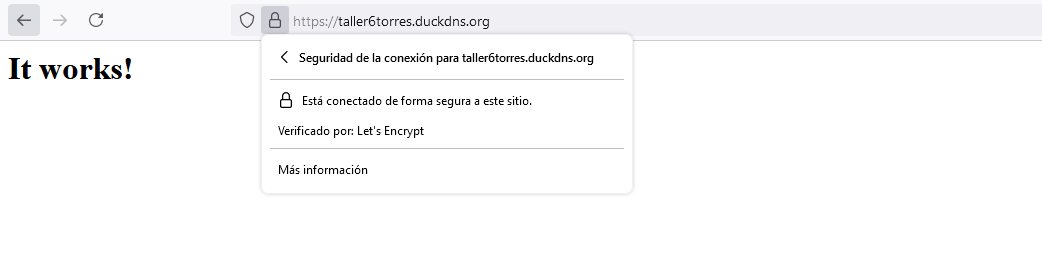 https://taller6torres.duckdns.org
Seguridad de la conexión para taller6torres.duckdns.org
It works!
Está conectado de forma segura a este sitio.
Verificado por: Let's Encrypt
Más información